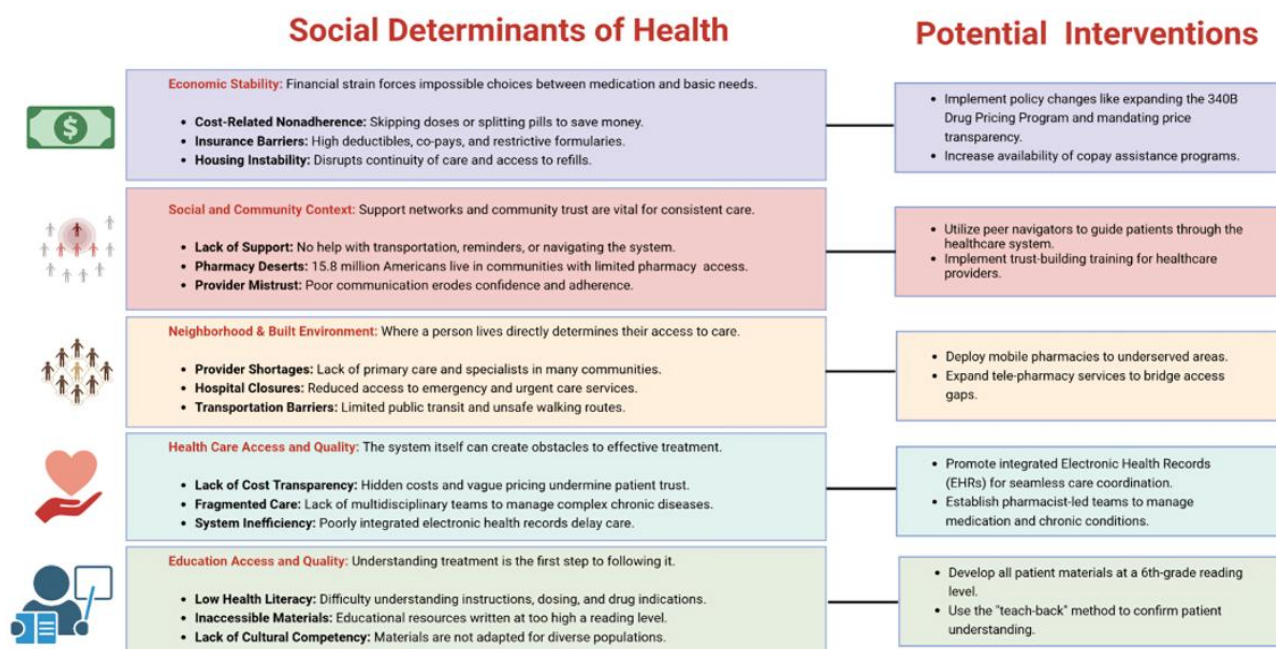 Social Determinants of Health
Potential Interventions
Economic Stability: Financial strain forces impossible choices between medication and basic needs.
• Cost-Related Nonadherence: Skipping doses or splitting pills to save money.
• Insurance Barriers: High deductibles, co-pays, and restrictive formularies.
• Housing Instability: Disrupts continuity of care and access to refills.
• Implement policy changes like expanding the 340B
Drug Pricing Program and mandating price
transparency.
• Increase availability of copay assistance programs.
Social and Community Context: Support networks and community trust are vital for consistent care.
• Lack of Support: No help with transportation, reminders, or navigating the system.
• Pharmacy Deserts: 15.8 million Americans live in communities with limited pharmacy access.
• Provider Mistrust: Poor communication erodes confidence and adherence.
• Utilize peer navigators to guide patients through the
healthcare system.
• Implement trust-building training for healthcare
providers.
Neighborhood & Built Environment: Where a person lives directly determines their access to care.
• Provider Shortages: Lack of primary care and specialists in many communities.
• Hospital Closures: Reduced access to emergency and urgent care services.
• Transportation Barriers: Limited public transit and unsafe walking routes.
• Deploy mobile pharmacies to underserved areas.
• Expand tele-pharmacy services to bridge access
gaps.
Health Care Access and Quality: The system itself can create obstacles to effective treatment.
• Lack of Cost Transparency: Hidden costs and vague pricing undermine patient trust.
• Fragmented Care: Lack of multidisciplinary teams to manage complex chronic diseases.
• System Inefficiency: Poorly integrated electronic health records delay care.
• Promote integrated Electronic Health Records
(EHRs) for seamless care coordination.
• Establish pharmacist-led teams to manage
medication and chronic conditions.
Education Access and Quality: Understanding treatment is the first step to following it.
• Low Health Literacy: Difficulty understanding instructions, dosing, and drug indications.
• Inaccessible Materials: Educational resources written at too high a reading level.
• Lack of Cultural Competency: Materials are not adapted for diverse populations.
• Develop all patient materials at a 6th-grade reading
level.
• Use the "teach-back" method to confirm patient
understanding.